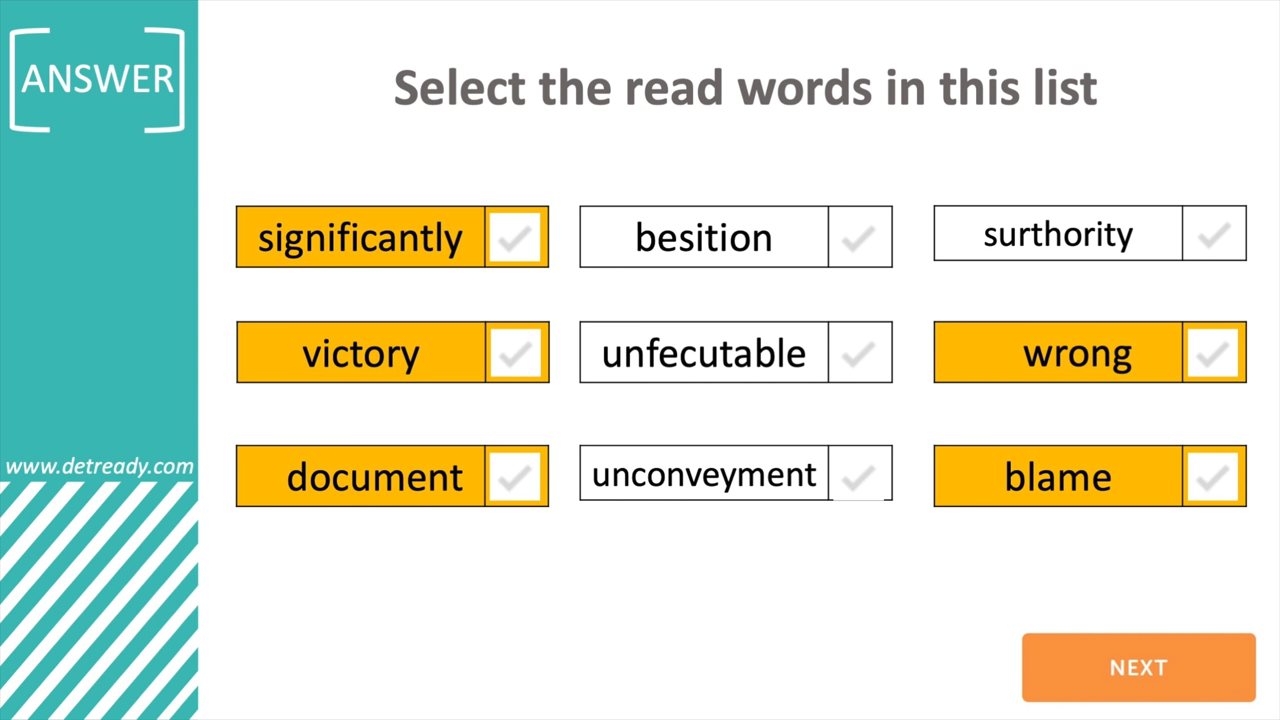 ANSWER
Select the read words in this list
significantly
besition
surthority
victory
unfecutable
wrong
document
unconveyment
blame
www.detready.com
NEXT